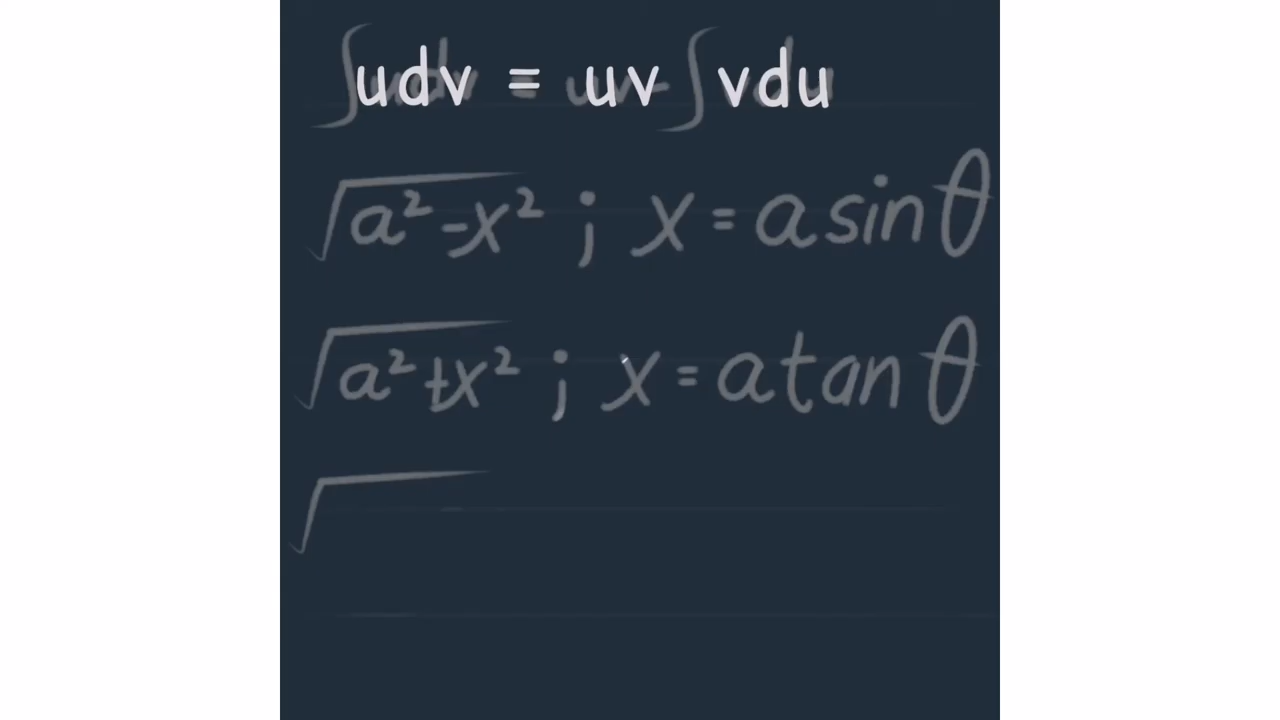 ∫udv = uv-∫vdu
√a²-x² ; x = a sin θ
√a²+x² ; x = a tan θ
√